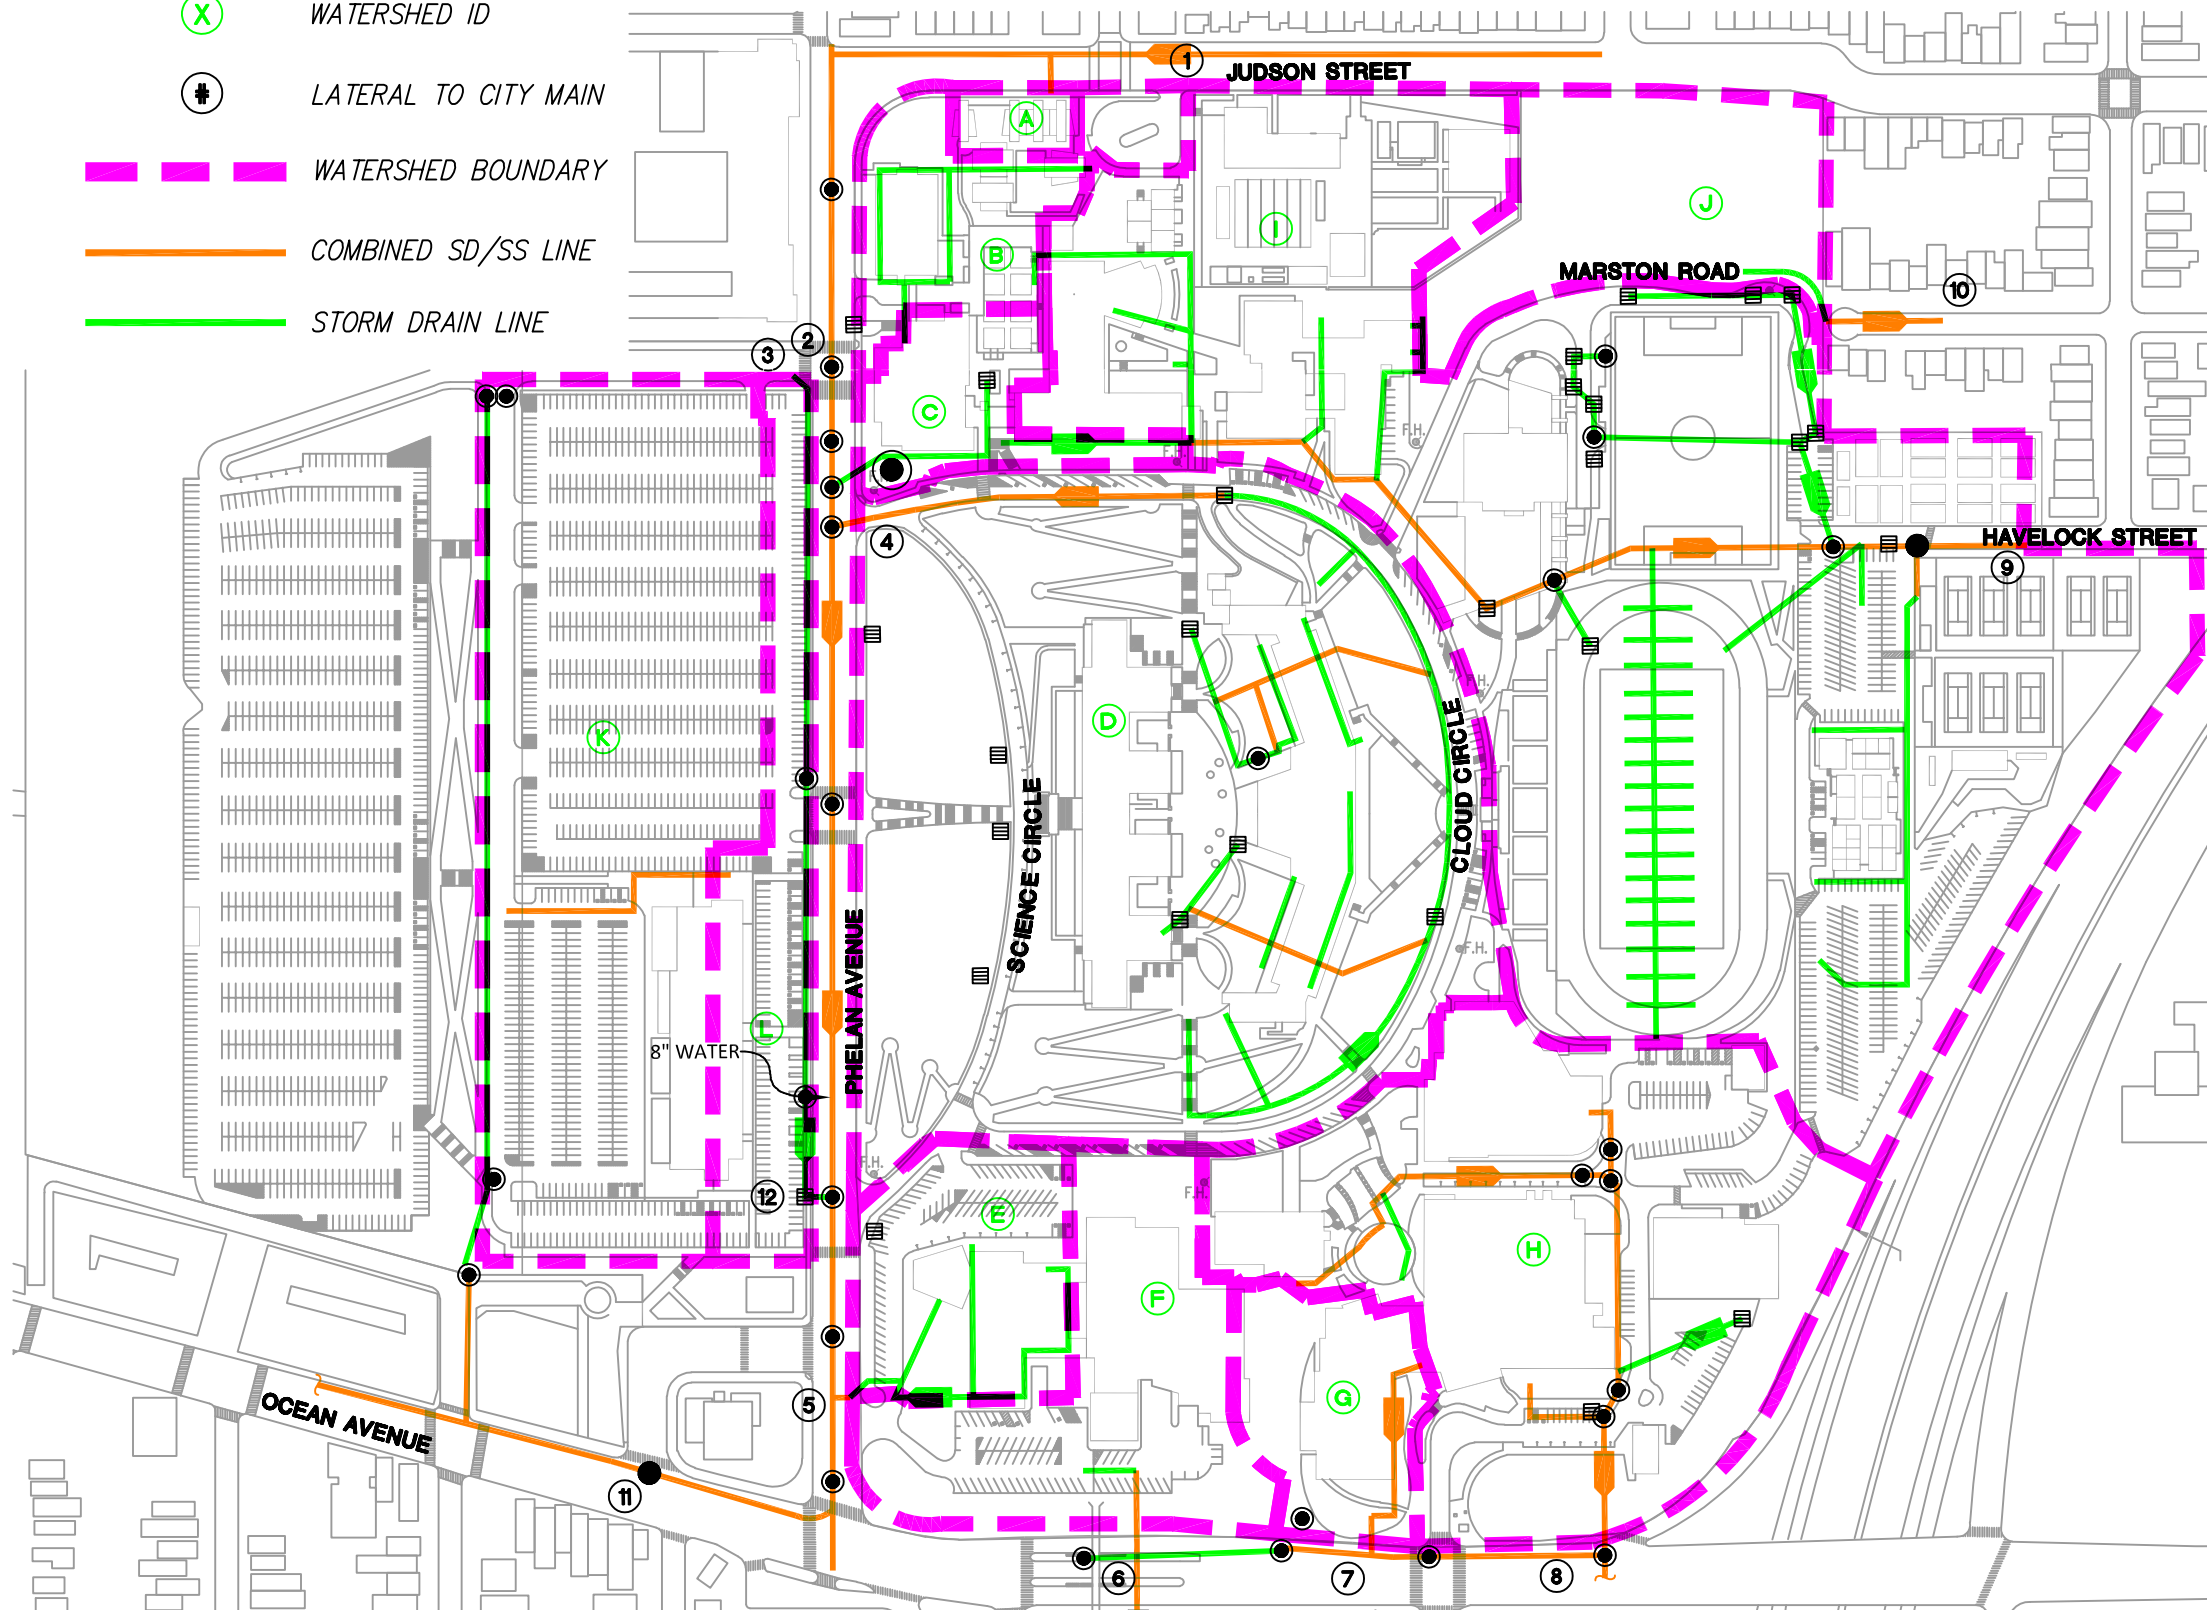 X WATERSHED ID
# LATERAL TO CITY MAIN
WATERSHED BOUNDARY
COMBINED SD/SS LINE
STORM DRAIN LINE
1
JUDSON STREET
A
J
I
B
MARSTON ROAD
10
2
3
C
F.H.
F.H.
4
HAVELOCK STREET
9
F.H.
D
K
CLOUD CIRCLE
SCIENCE CIRCLE
PHELAN AVENUE
F.H.
L
8" WATER
F.H.
F.H.
12
E
H
F
G
5
OCEAN AVENUE
11
6
7
8